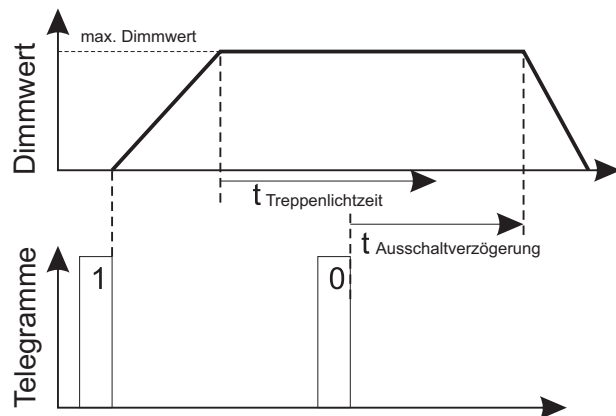 max. Dimmwert
Dimmwert
t Treppenlichtzeit
t Ausschaltverzögerung
1
0
Telegramme